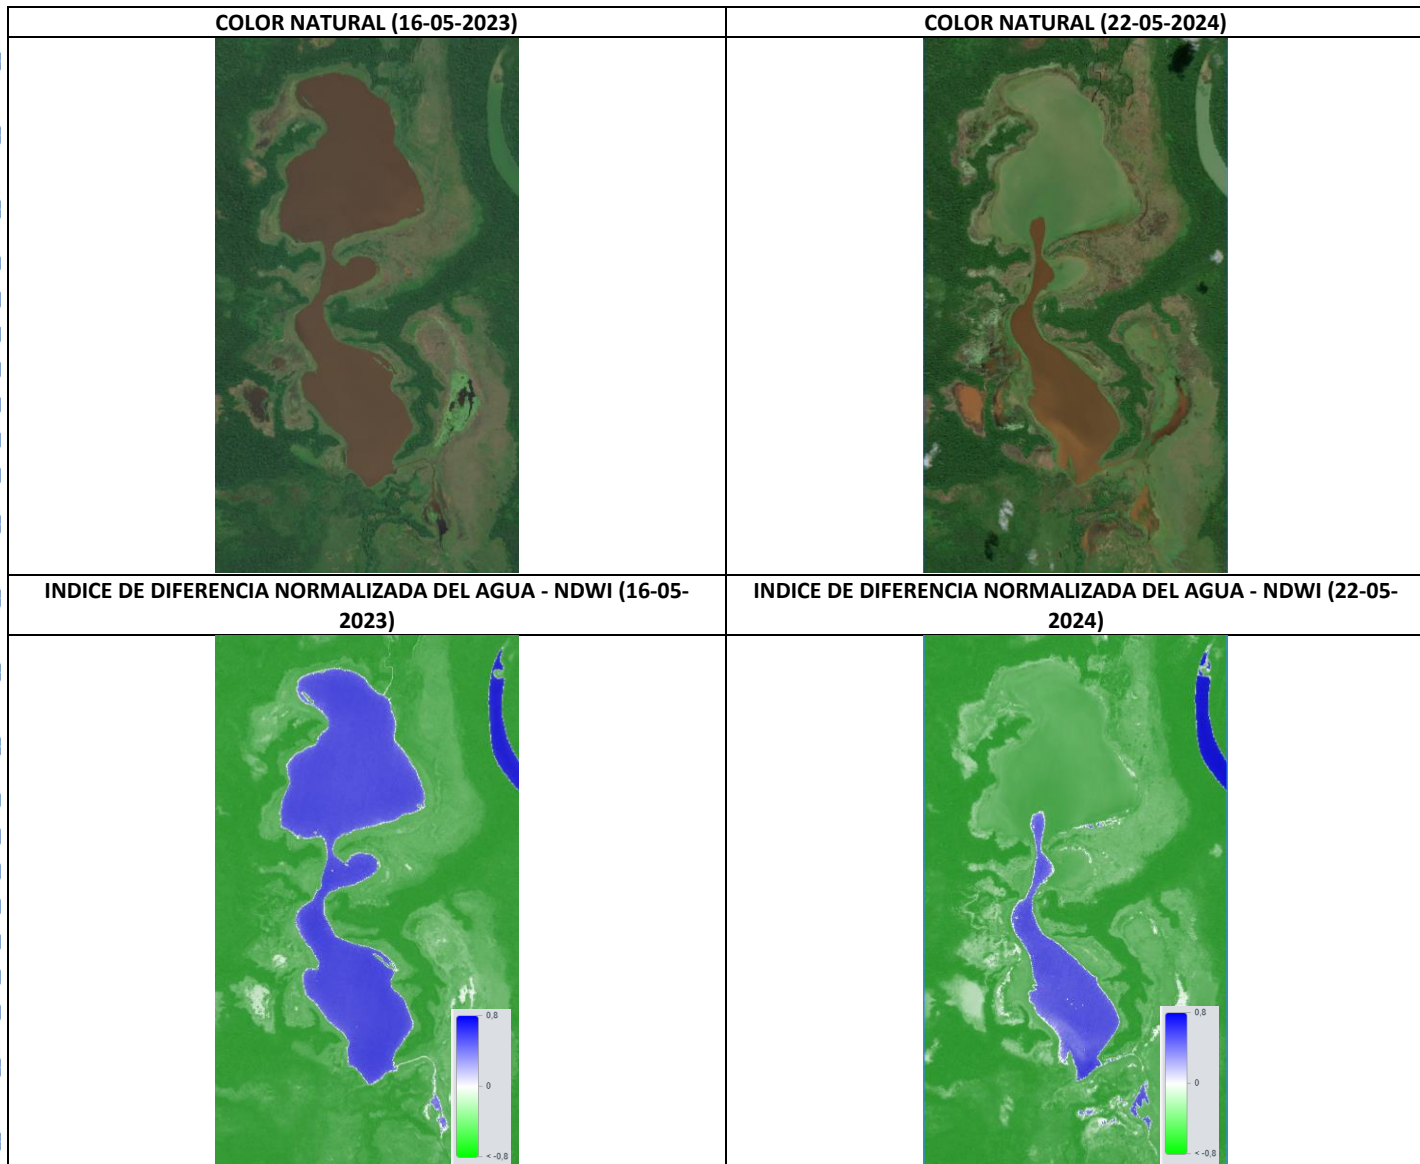 COLOR NATURAL (16-05-2023)
COLOR NATURAL (22-05-2024)
INDICE DE DIFERENCIA NORMALIZADA DEL AGUA - NDWI (16-05-
2023)
INDICE DE DIFERENCIA NORMALIZADA DEL AGUA - NDWI (22-05-
2024)
0,8
0
< -0,8
0,8
0
< -0,8